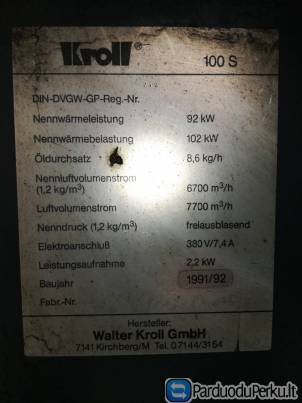 Kroll® 100 S
DIN-DVGW-GP-Reg.-Nr.
Nennwärmeleistung 92 kW
Nennwärmebelastung 102 kW
Öldurchsatz 8,6 kg/h
Nennluftvolumenstrom
(1,2 kg/m³) 6700 m³/h
Luftvolumenstrom 7700 m³/h
Nenndruck (1,2 kg/m³) freiausblasend
Elektroanschluß 380V/7,4A
Leistungsaufnahme 2,2 kW
Baujahr 1991/92
Fabr.-Nr.
Hersteller:
Walter Kroll GmbH
7141 Kirchberg/M Tel. 07144/3154
ParduoduPerku.lt